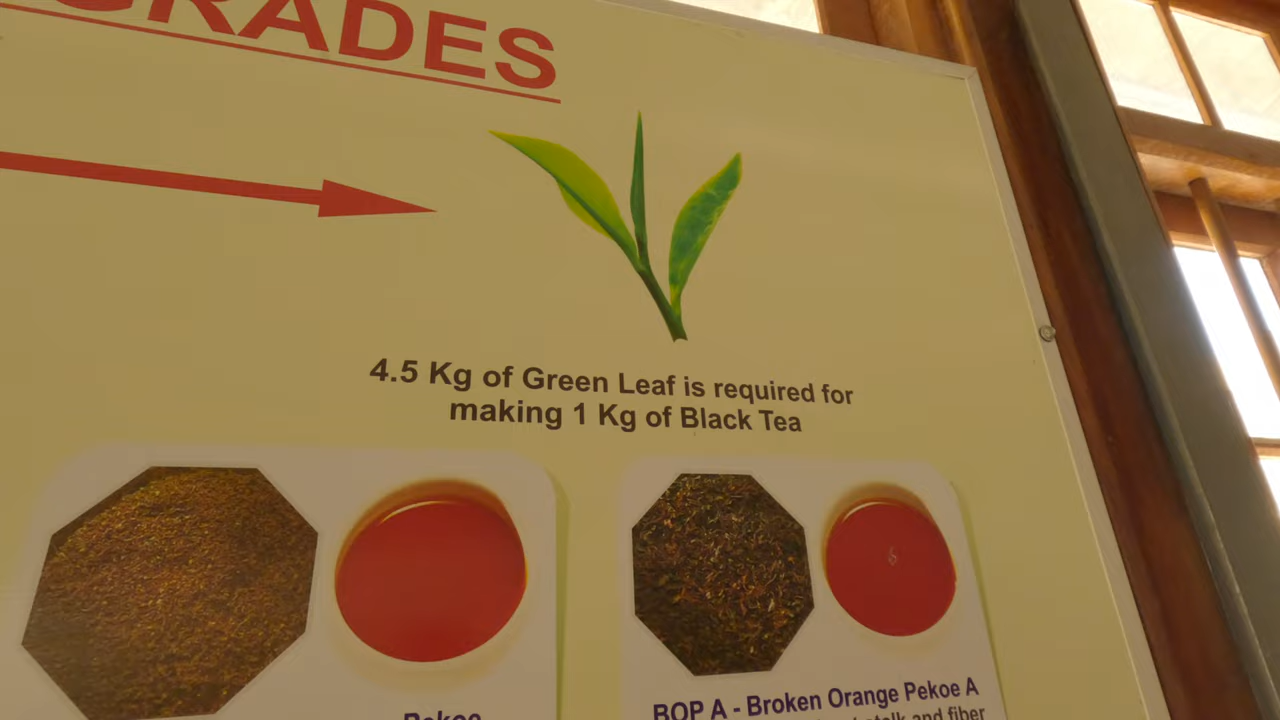 GRADES
4.5 Kg of Green Leaf is required for
making 1 Kg of Black Tea
Pekoe
BOP A - Broken Orange Pekoe A
stalk and fiber